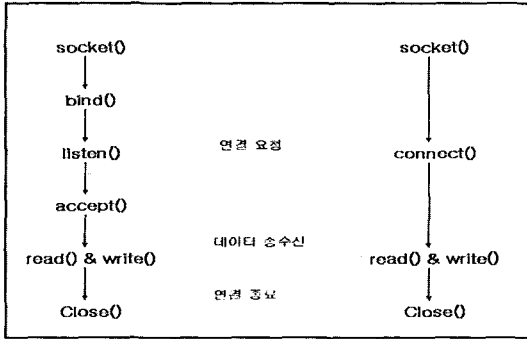 socket() socket()
bind()
listen() 연결 요청 connect()
accept()
데이터 송수신
read() & write() read() & write()
연결 종료
Close() Close()